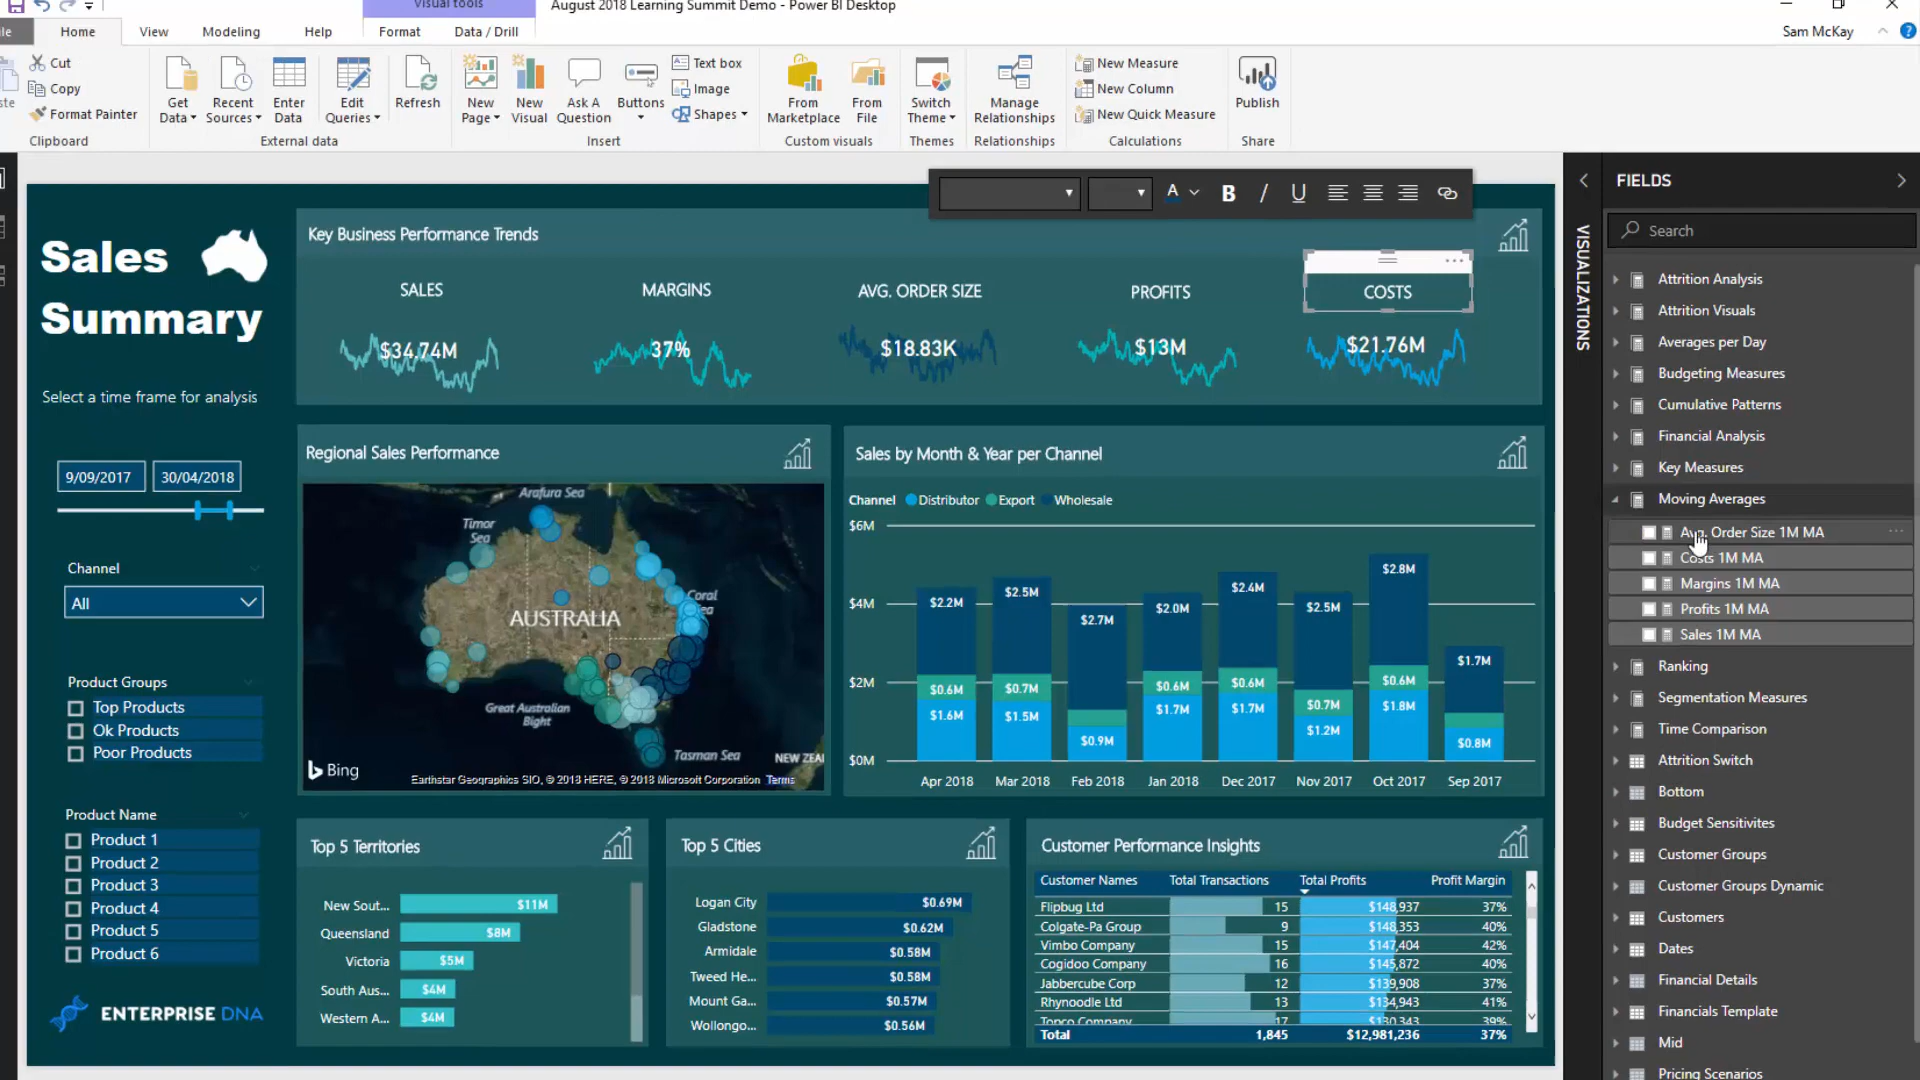 Visual tools
August 2018 Learning Summit Demo - Power BI Desktop
Home
View
Modeling
Help
Format
Data / Drill
Sam McKay
Cut
Copy
Format Painter
Clipboard
Get Data
Recent Sources
Enter Data
Edit Queries
External data
Refresh
New Page
New Visual
Ask A Question
Buttons
Text box
Image
Shapes
Insert
From Marketplace
From File
Custom visuals
Switch Theme
Themes
Manage Relationships
Relationships
New Measure
New Column
New Quick Measure
Calculations
Publish
Share
Sales
Summary
Select a time frame for analysis
9/09/2017
30/04/2018
Channel
All
Product Groups
Top Products
Ok Products
Poor Products
Product Name
Product 1
Product 2
Product 3
Product 4
Product 5
Product 6
ENTERPRISE DNA
Key Business Performance Trends
SALES
MARGINS
AVG. ORDER SIZE
PROFITS
COSTS
$34.74M
37%
$18.83K
$13M
$21.76M
A
B
I
U
Regional Sales Performance
Arafura Sea
Timor Sea
Coral Sea
AUSTRALIA
Great Australian Bight
Tasman Sea
NEW ZEA
Bing
Earthstar Geographics SIO, © 2018 HERE, © 2018 Microsoft Corporation Terms
Sales by Month & Year per Channel
Channel Distributor Export Wholesale
$6M
$4M
$2M
$0M
$2.2M
$0.6M
$1.6M
$2.5M
$0.7M
$1.5M
$2.7M
$0.9M
$2.0M
$0.6M
$1.7M
$2.4M
$0.6M
$1.7M
$2.5M
$0.7M
$1.2M
$2.8M
$0.6M
$1.8M
$1.7M
$0.8M
Apr 2018
Mar 2018
Feb 2018
Jan 2018
Dec 2017
Nov 2017
Oct 2017
Sep 2017
Top 5 Territories
New Sout... $11M
Queensland $8M
Victoria $5M
South Aus... $4M
Western A... $4M
Top 5 Cities
Logan City $0.69M
Gladstone $0.62M
Armidale $0.58M
Tweed He... $0.58M
Mount Ga... $0.57M
Wollongo... $0.56M
Customer Performance Insights
Customer Names Total Transactions Total Profits Profit Margin
Flipbug Ltd 15 $148,937 37%
Colgate-Pa Group 9 $148,353 40%
Vimbo Company 15 $147,404 42%
Cogidoo Company 16 $145,872 40%
Jabbercube Corp 12 $139,908 37%
Rhynoodle Ltd 13 $134,943 41%
Topco Company 17 $130,343 39%
Total 1,845 $12,981,236 37%
VISUALIZATIONS
FIELDS
Search
Attrition Analysis
Attrition Visuals
Averages per Day
Budgeting Measures
Cumulative Patterns
Financial Analysis
Key Measures
Moving Averages
Avg. Order Size 1M MA
Costs 1M MA
Margins 1M MA
Profits 1M MA
Sales 1M MA
Ranking
Segmentation Measures
Time Comparison
Attrition Switch
Bottom
Budget Sensitivites
Customer Groups
Customer Groups Dynamic
Customers
Dates
Financial Details
Financials Template
Mid
Pricing Scenarios